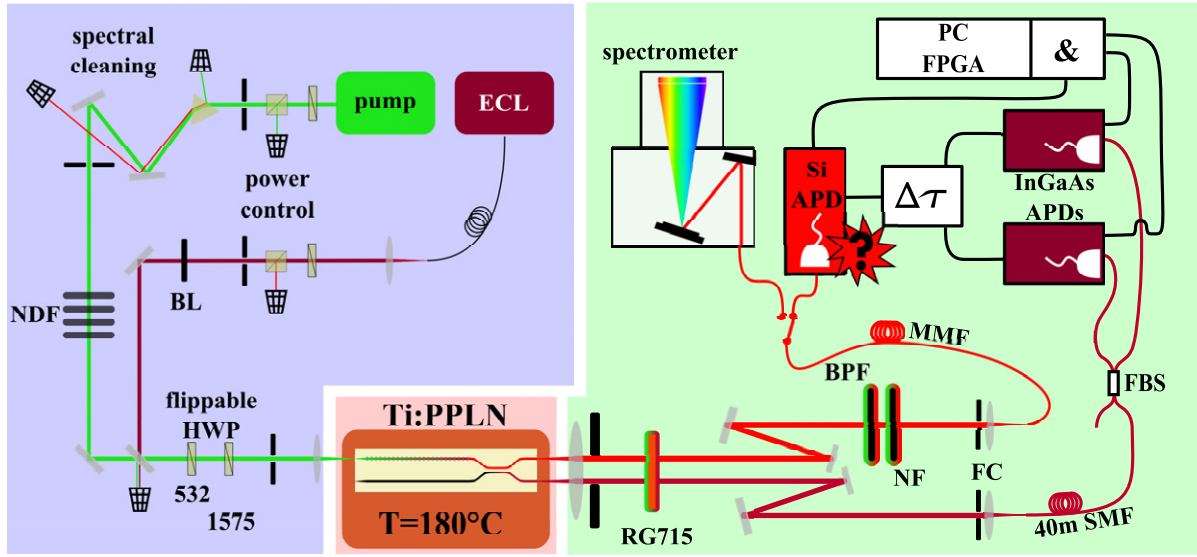 spectral
cleaning
pump
ECL
power
control
NDF
BL
flippable
HWP
532
1575
Ti:PPLN
T=180°C
spectrometer
PC
FPGA
&
Si
APD
?
Δτ
InGaAs
APDs
MMF
BPF
NF
FC
FBS
RG715
40m SMF